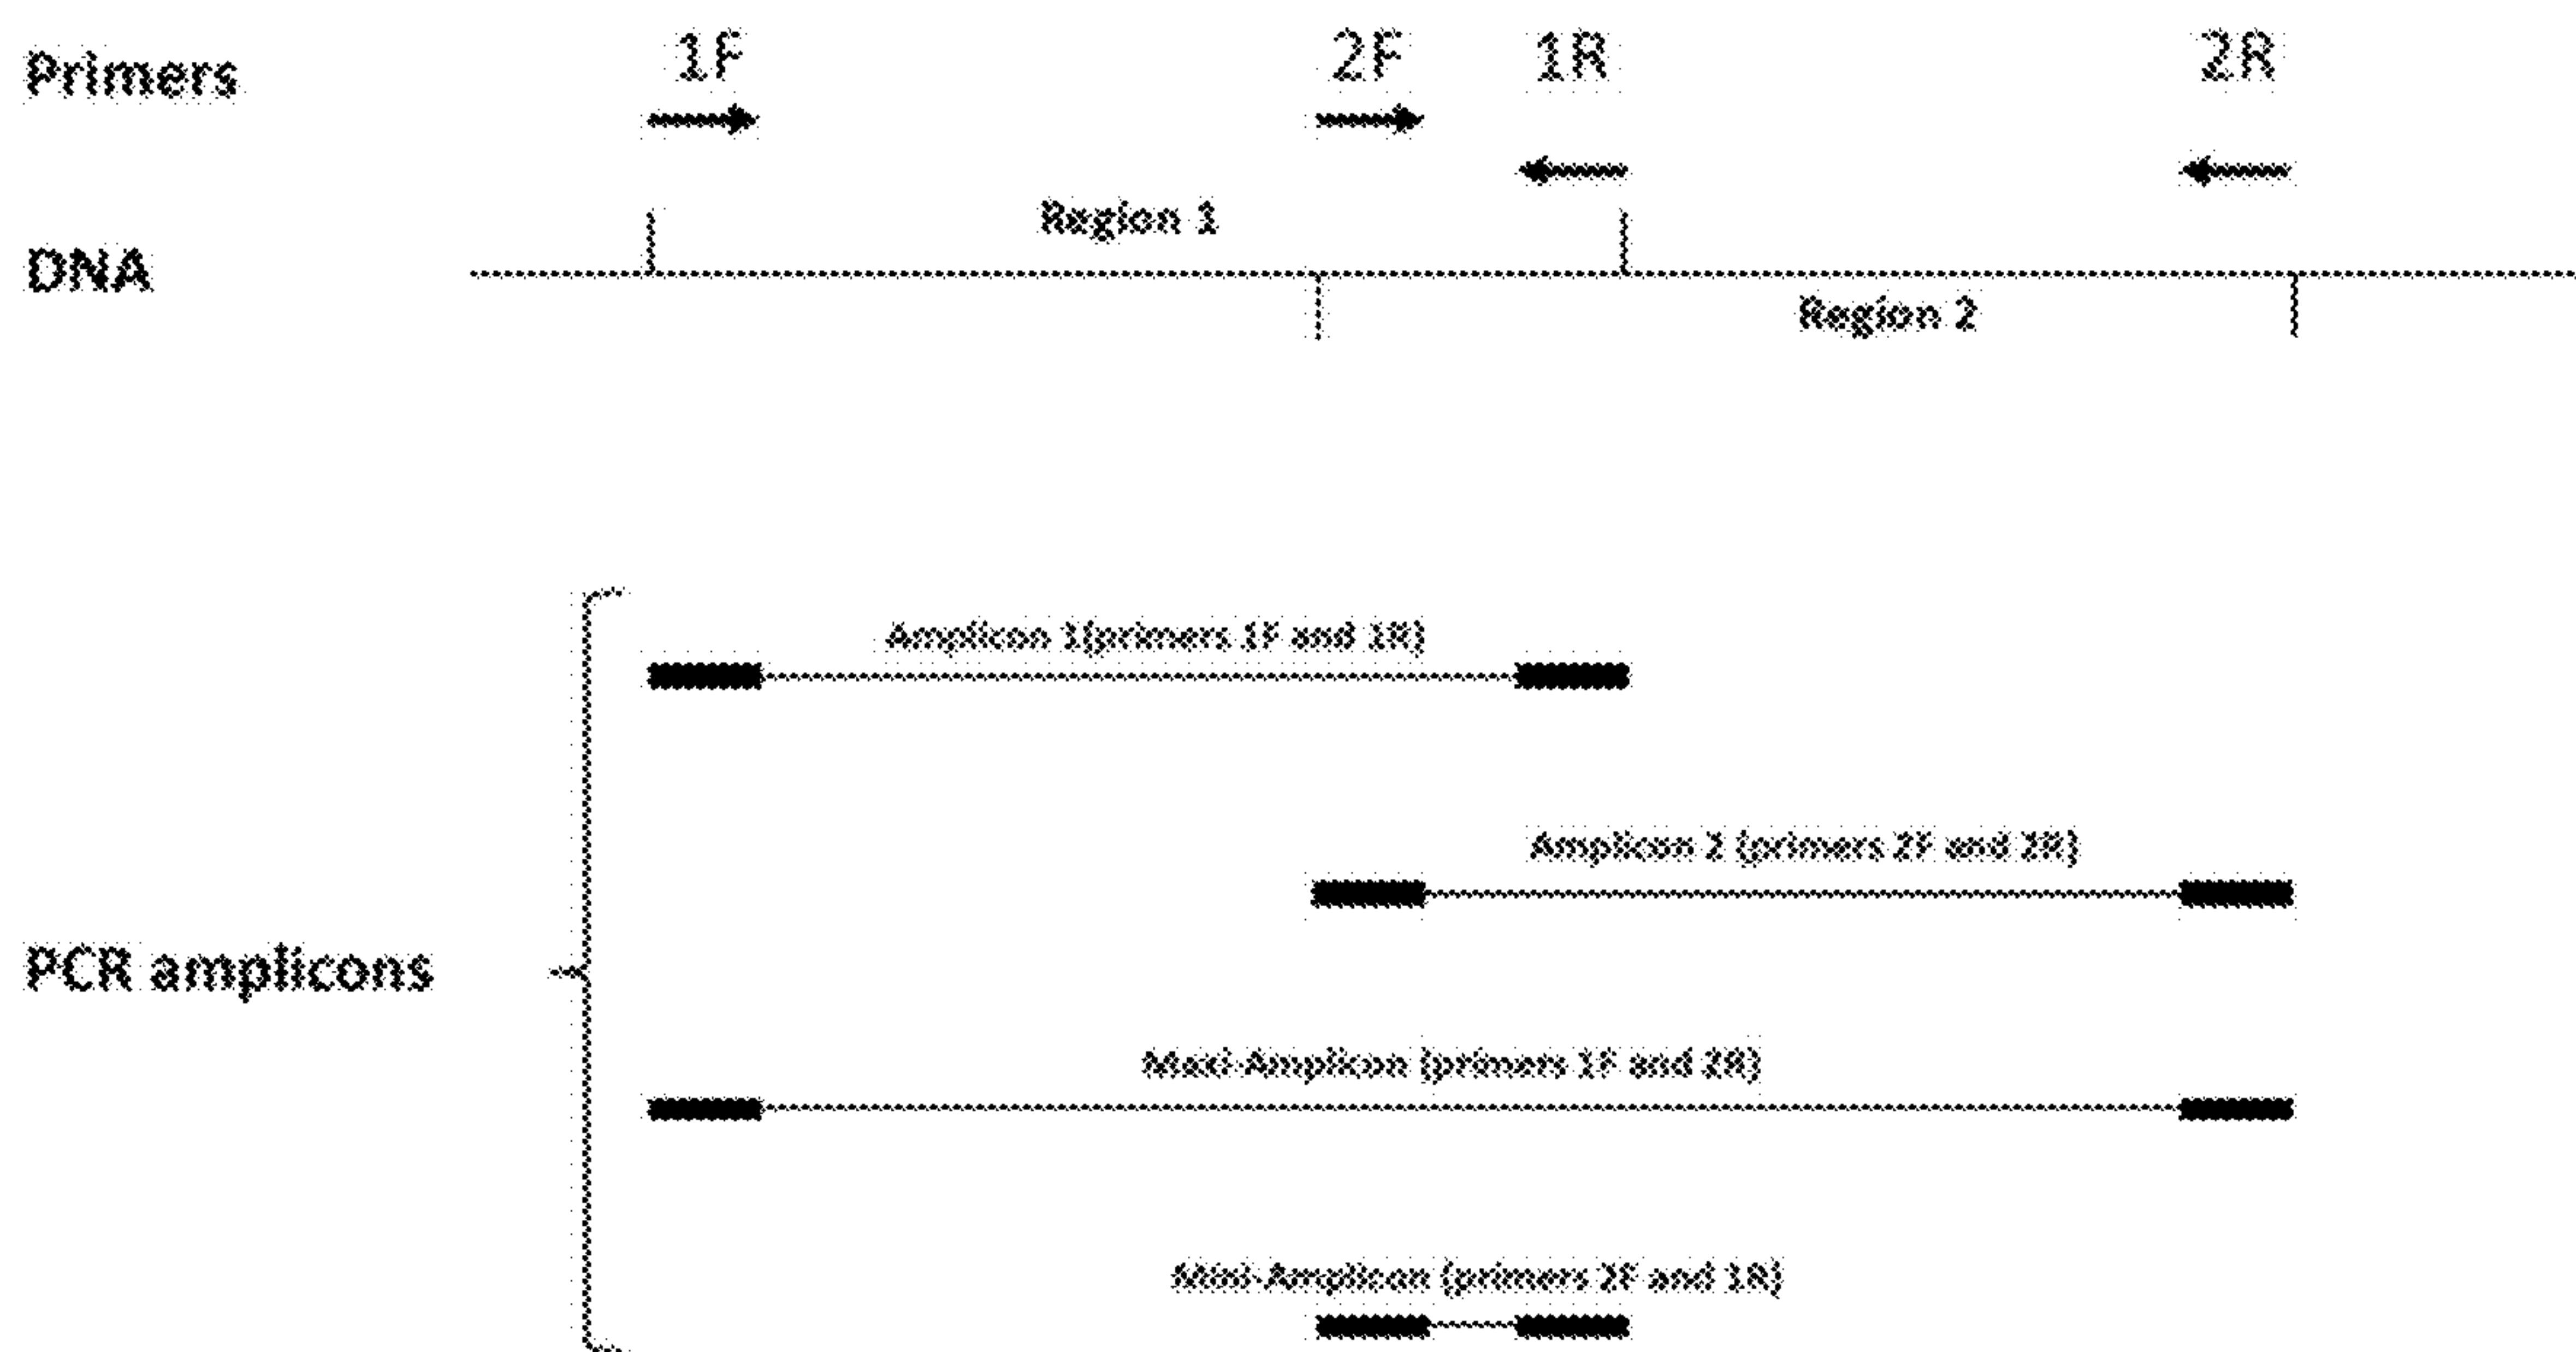 Primers 1F 2F 1R 2R
Region 1
DNA
Region 2
Amplicon 1(primers 1F and 1R)
Amplicon 2 (primers 2F and 2R)
PCR amplicons
Maxi-Amplicon (primers 1F and 2R)
Mini-Amplicon (primers 2F and 1R)